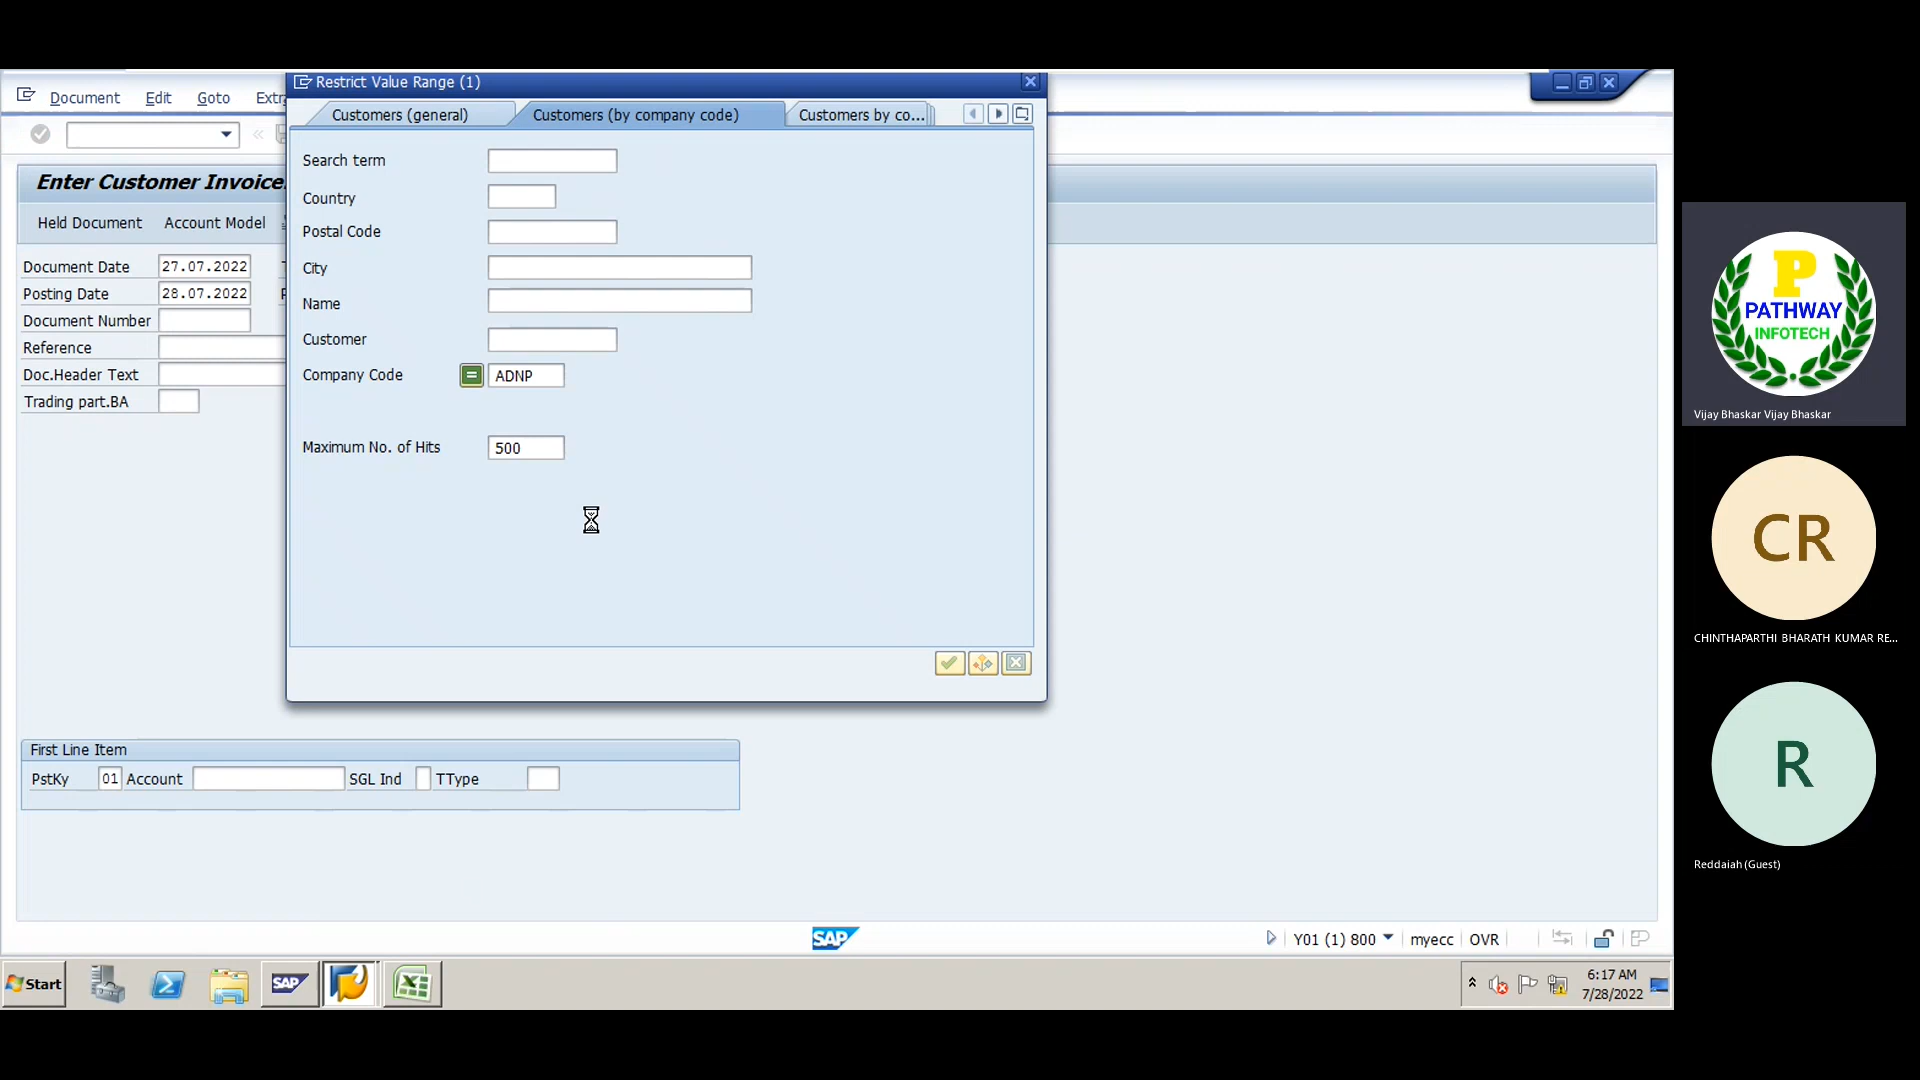 Document Edit Goto Extr
Restrict Value Range (1)
Customers (general) Customers (by company code) Customers by co...
Enter Customer Invoice:
Held Document Account Model
Document Date 27.07.2022
Posting Date 28.07.2022
Document Number
Reference
Doc.Header Text
Trading part.BA
Search term
Country
Postal Code
City
Name
Customer
Company Code = ADNP
Maximum No. of Hits 500
First Line Item
PstKy 01 Account SGL Ind TType
SAP
Y01 (1) 800 myecc OVR
Start SAP
6:17 AM
7/28/2022
P
PATHWAY
INFOTECH
Vijay Bhaskar Vijay Bhaskar
CR
CHINTHAPARTHI BHARATH KUMAR RE...
R
Reddaiah (Guest)